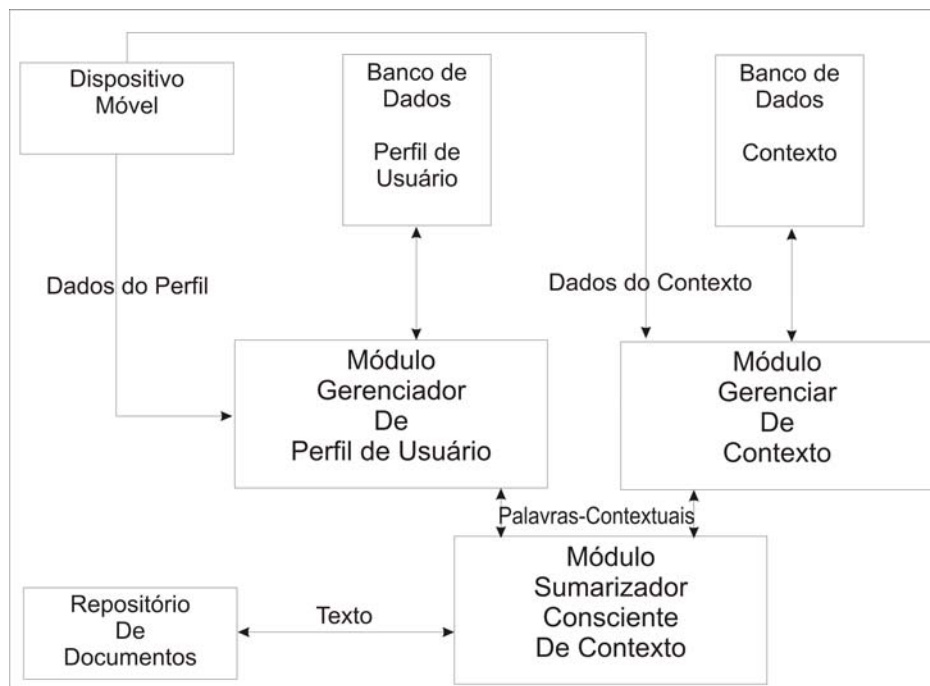 Dispositivo
Móvel
Banco de
Dados
Perfil de
Usuário
Banco de
Dados
Contexto
Dados do Perfil
Dados do Contexto
Módulo
Gerenciador
De
Perfil de Usuário
Módulo
Gerenciar
De
Contexto
Palavras-Contextuais
Módulo
Sumarizador
Consciente
De Contexto
Repositório
De
Documentos
Texto